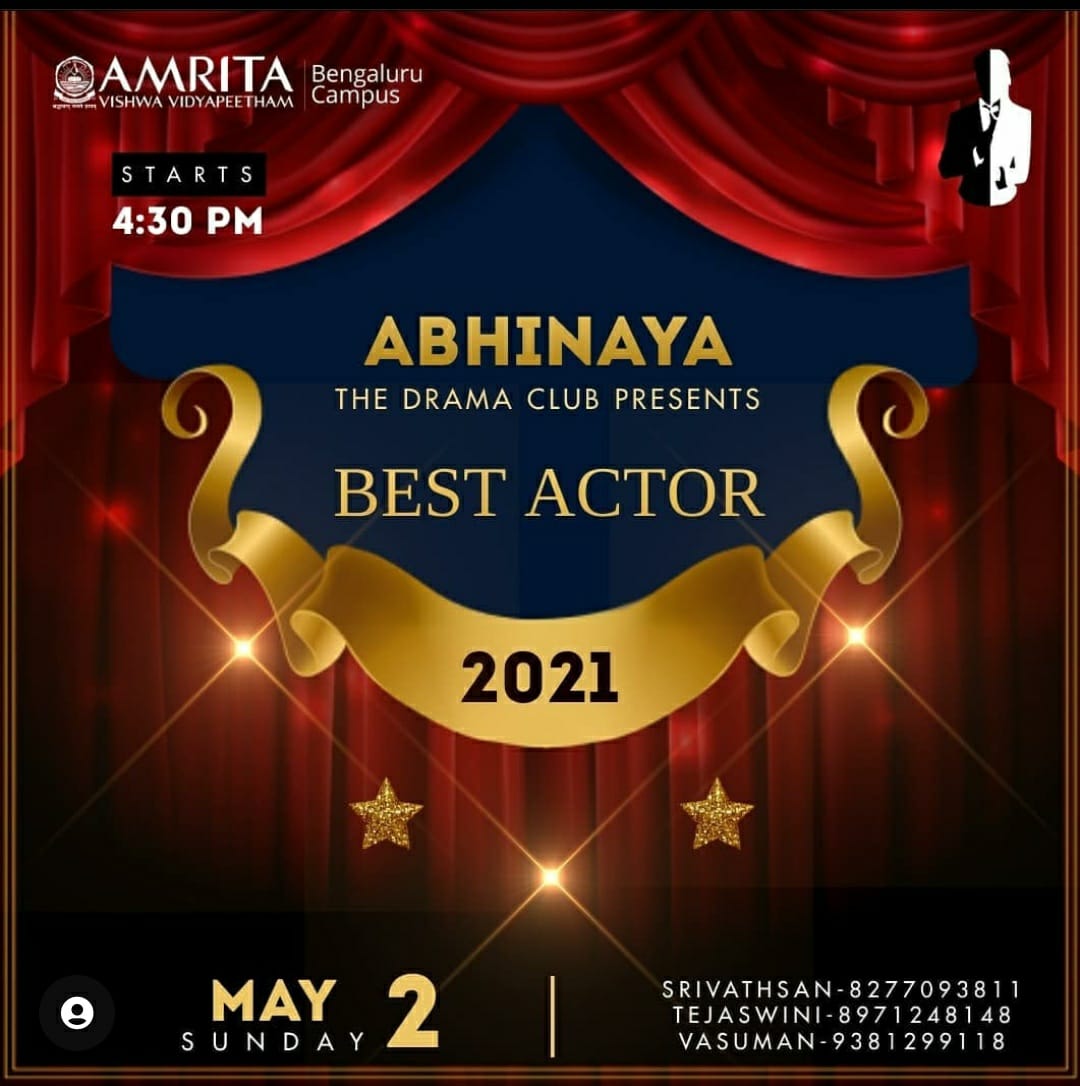 AMRITA
VISHWA VIDYAPEETHAM
Bengaluru
Campus
STARTS
4:30 PM
ABHINAYA
THE DRAMA CLUB PRESENTS
BEST ACTOR
2021
MAY 2
SUNDAY
SRIVATHSAN-8277093811
TEJASWINI-8971248148
VASUMAN-9381299118